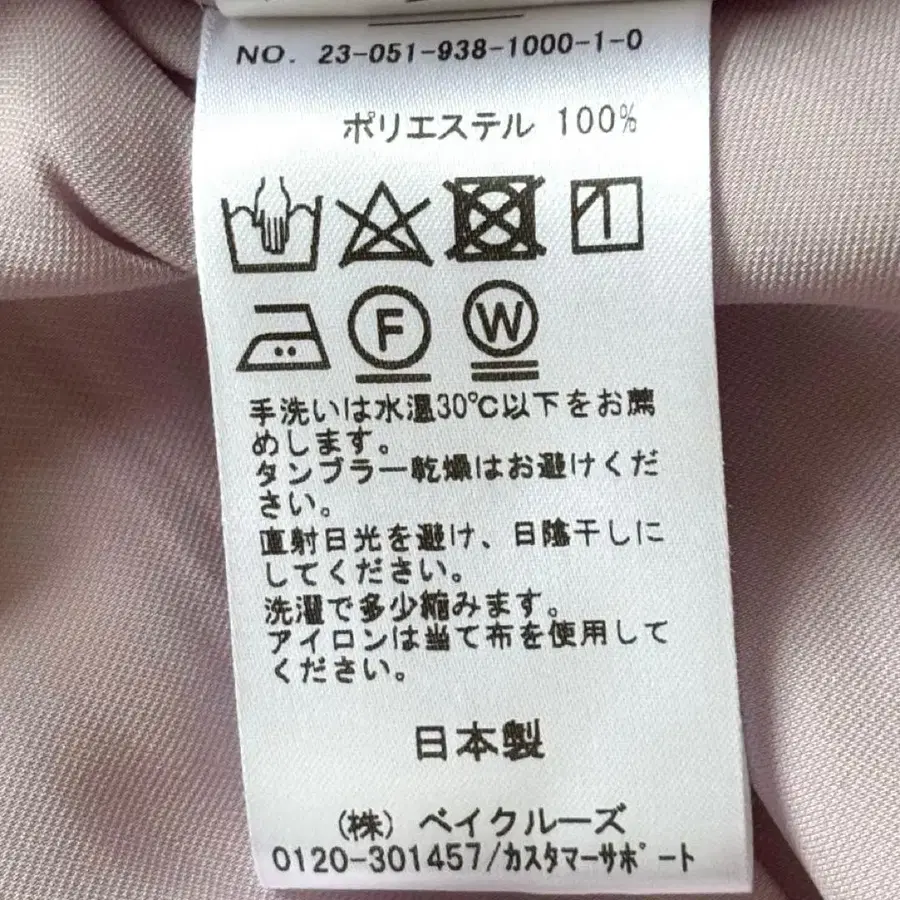 NO. 23-051-938-1000-1-0
ポリエステル 100%
F
W
手洗いは水温30℃以下をお薦
めします。
タンブラー乾燥はお避けくだ
さい。
直射日光を避け、日陰干しに
してください。
洗濯で多少縮みます。
アイロンは当て布を使用して
ください。
日本製
(株) ベイクルーズ
0120-301457/カスタマーサポート